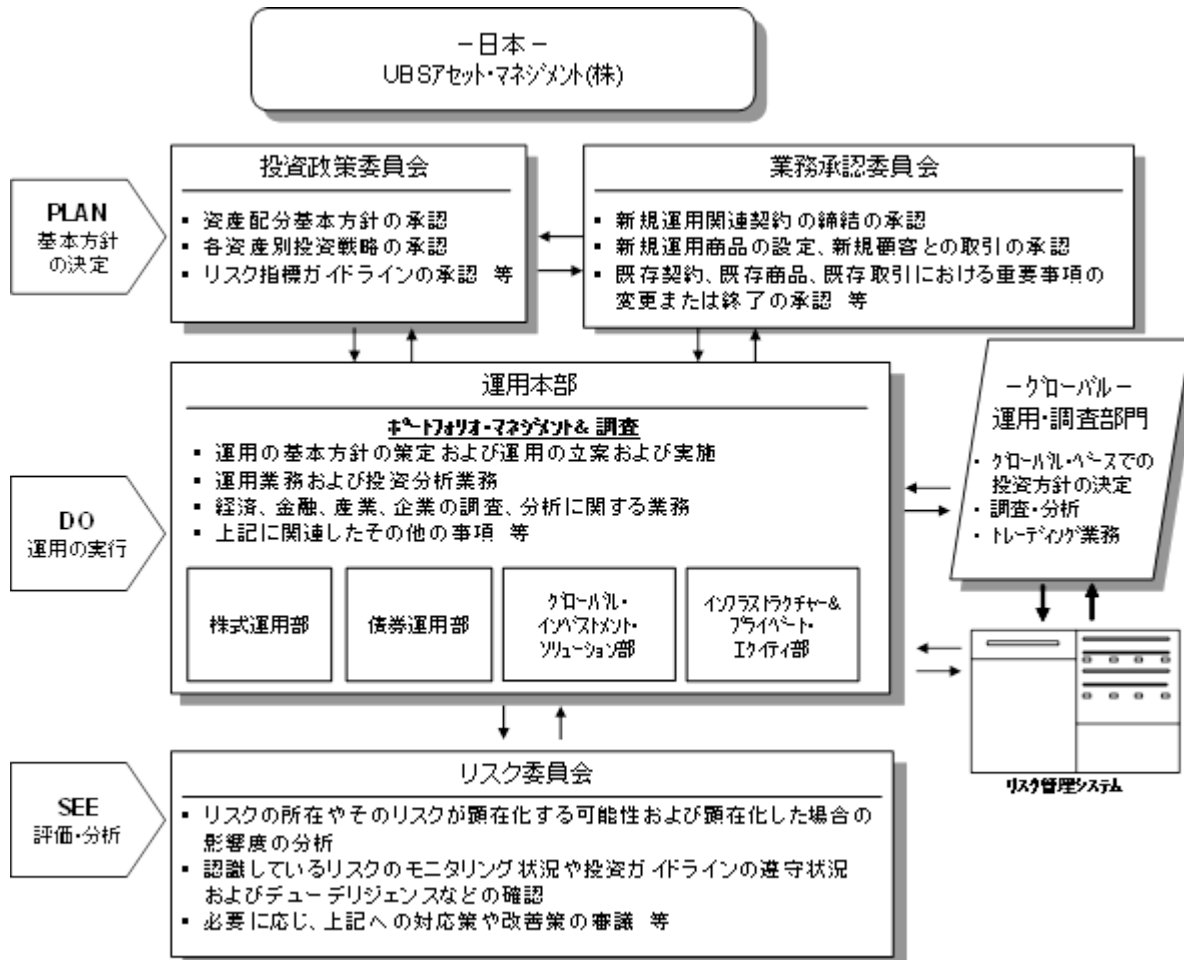 －日本－
UBSアセット・マネジメント(株)
投資政策委員会
▪ 資産配分基本方針の承認
▪ 各資産別投資戦略の承認
▪ リスク指標ガイドラインの承認 等
業務承認委員会
▪ 新規運用関連契約の締結の承認
▪ 新規運用商品の設定、新規顧客との取引の承認
▪ 既存契約、既存商品、既存取引における重要事項の
変更または終了の承認 等
PLAN
基本方針
の決定
運用本部
ポートフォリオ・マネジメント& 調査
▪ 運用の基本方針の策定および運用の立案および実施
▪ 運用業務および投資分析業務
▪ 経済、金融、産業、企業の調査、分析に関する業務
▪ 上記に関連したその他の事項 等
株式運用部
債券運用部
グローバル・
インベストメント・
ソリューション部
インフラストラクチャー&
プライベート・
エクイティ部
DO
運用の実行
－グローバル－
運用・調査部門
・ グローバル・ベースでの
投資方針の決定
・ 調査・分析
・ トレーディング業務
リスク管理システム
SEE
評価・分析
リスク委員会
▪ リスクの所在やそのリスクが顕在化する可能性および顕在化した場合の
影響度の分析
▪ 認識しているリスクのモニタリング状況や投資ガイドラインの遵守状況
およびデューデリジェンスなどの確認
▪ 必要に応じ、上記への対応策や改善策の審議 等